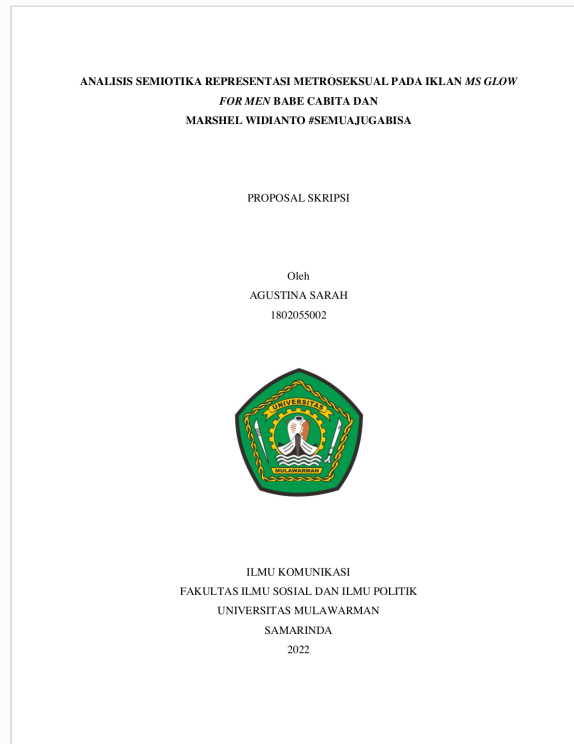 ANALISIS SEMIOTIKA REPRESENTASI METROSEKSUAL PADA IKLAN MS GLOW
FOR MEN BABE CABITA DAN
MARSHEL WIDIANTO #SEMUAJUGABISA
PROPOSAL SKRIPSI
Oleh
AGUSTINA SARAH
1802055002
UNIVERSITAS
MULAWARMAN
ILMU KOMUNIKASI
FAKULTAS ILMU SOSIAL DAN ILMU POLITIK
UNIVERSITAS MULAWARMAN
SAMARINDA
2022